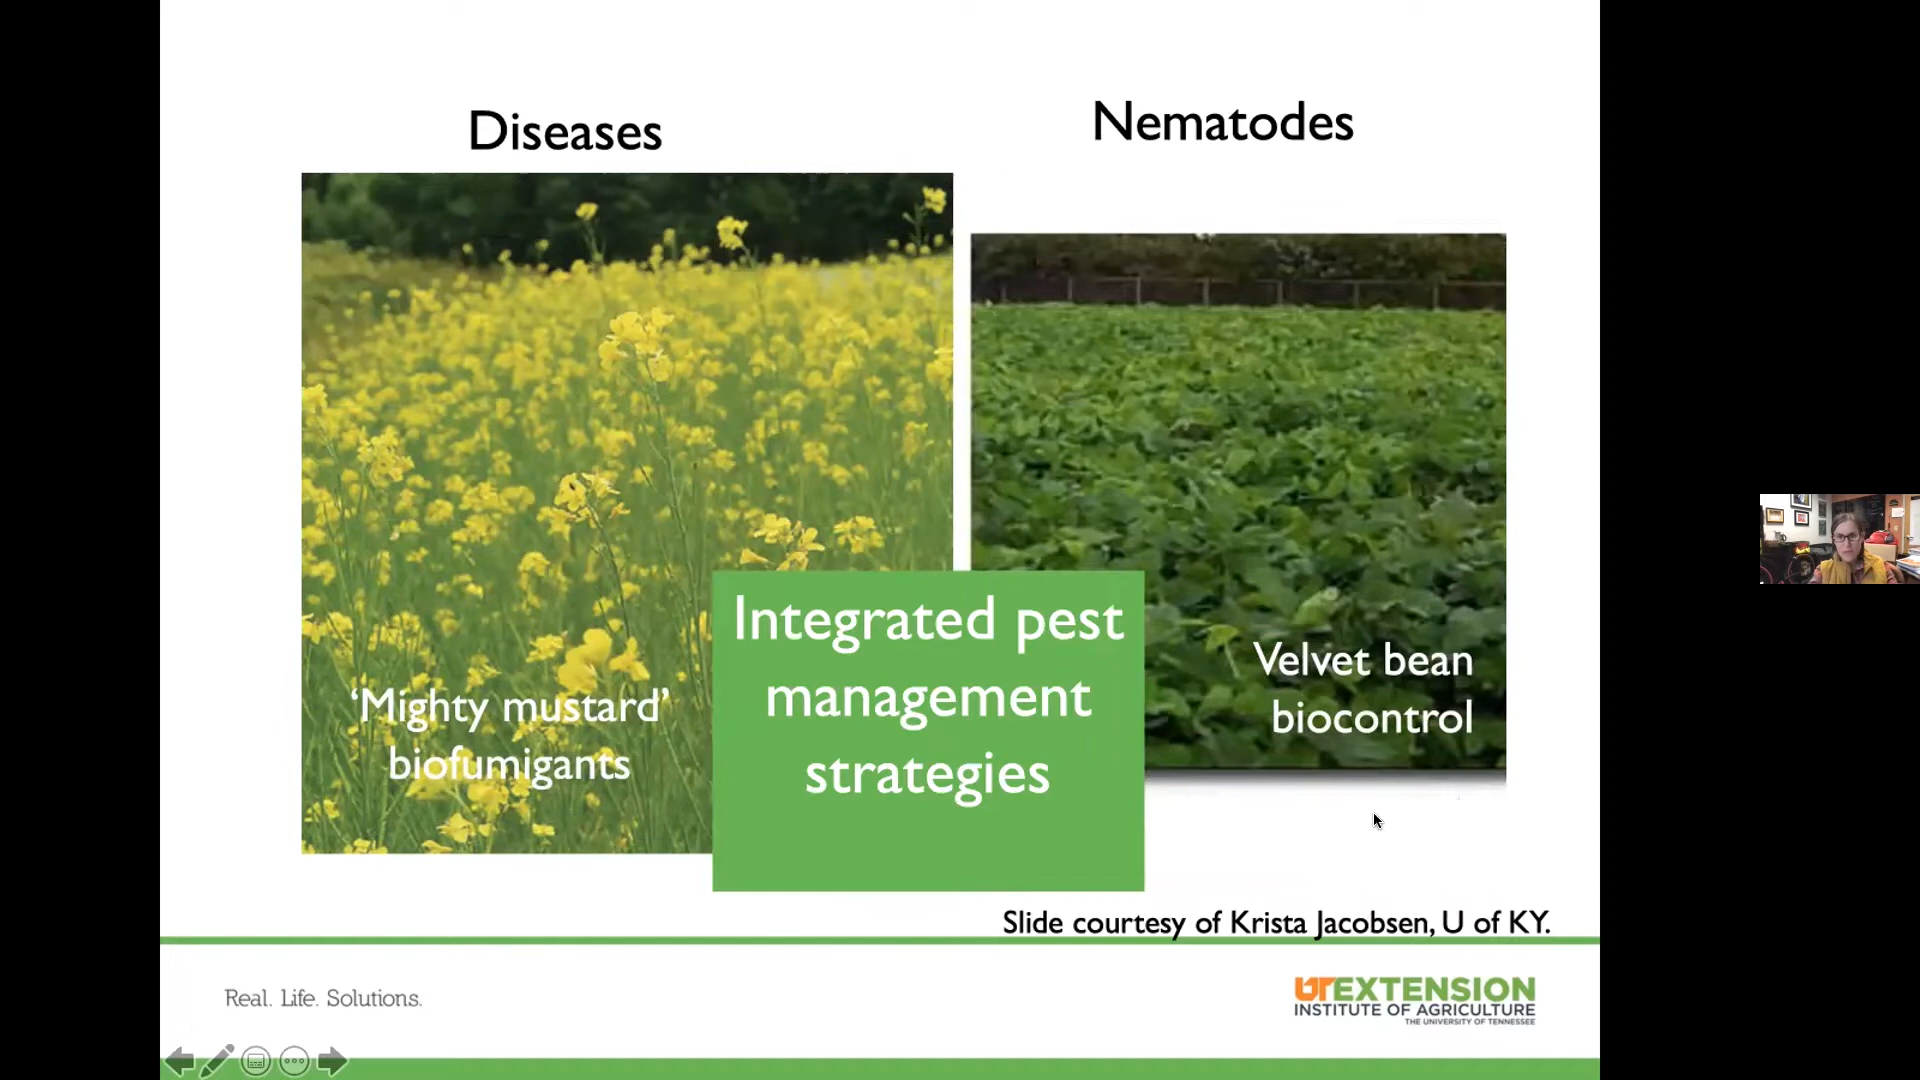 Diseases
Nematodes
‘Mighty mustard’
biofumigants
Integrated pest
management
strategies
Velvet bean
biocontrol
Slide courtesy of Krista Jacobsen, U of KY.
Real. Life. Solutions.
UTEXTENSION
INSTITUTE OF AGRICULTURE
THE UNIVERSITY OF TENNESSEE